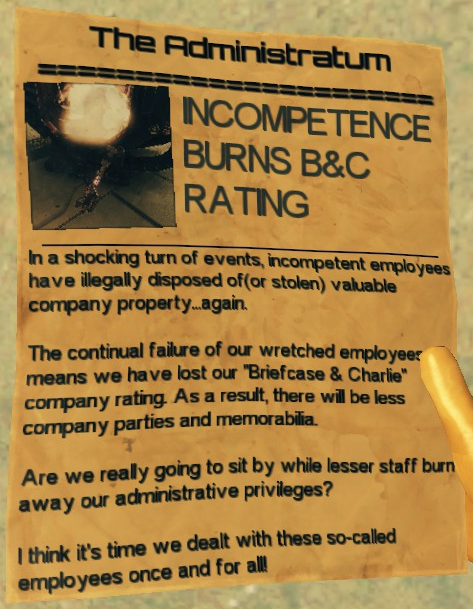 The Administratum
======================
INCOMPETENCE
BURNS B&C
RATING
In a shocking turn of events, incompetent employees
have illegally disposed of(or stolen) valuable
company property...again.
The continual failure of our wretched employees
means we have lost our "Briefcase & Charlie"
company rating. As a result, there will be less
company parties and memorabilia.
Are we really going to sit by while lesser staff burn
away our administrative privileges?
I think it's time we dealt with these so-called
employees once and for all!